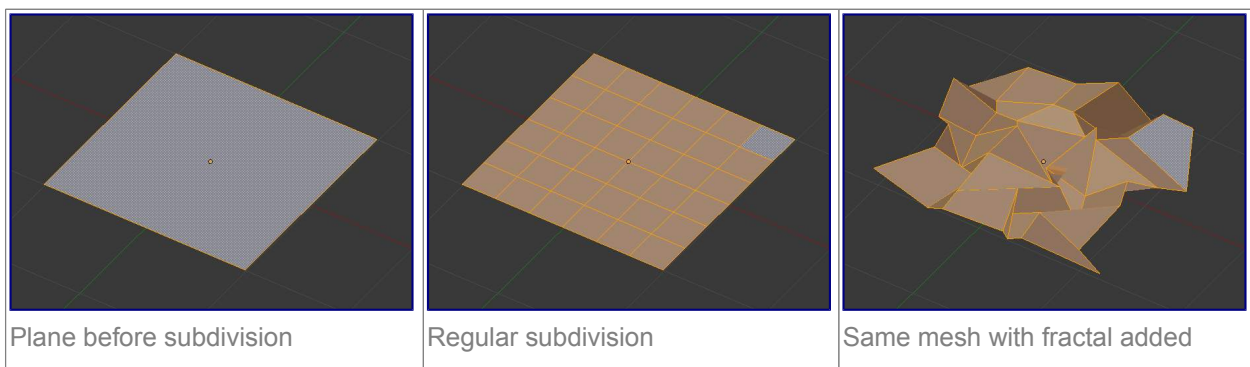 Plane before subdivision
Regular subdivision
Same mesh with fractal added